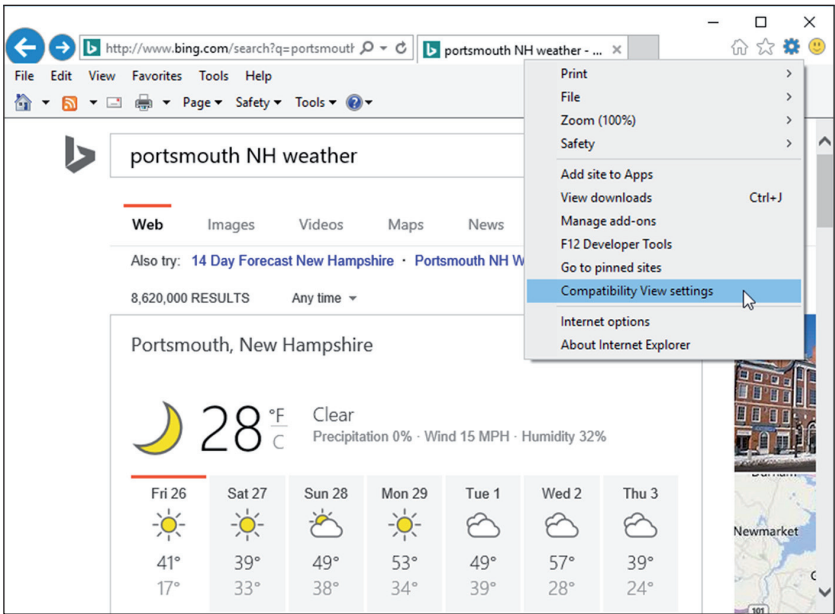 http://www.bing.com/search?q=portsmouth
portsmouth NH weather - ...
File Edit View Favorites Tools Help
Page Safety Tools
Print
File
Zoom (100%)
Safety
Add site to Apps
View downloads Ctrl+J
Manage add-ons
F12 Developer Tools
Go to pinned sites
Compatibility View settings
Internet options
About Internet Explorer
portsmouth NH weather
Web Images Videos Maps News
Also try: 14 Day Forecast New Hampshire · Portsmouth NH W
8,620,000 RESULTS Any time
Portsmouth, New Hampshire
28 °F
C
Clear
Precipitation 0% · Wind 15 MPH · Humidity 32%
Fri 26 Sat 27 Sun 28 Mon 29 Tue 1 Wed 2 Thu 3
41° 39° 49° 53° 49° 57° 39°
17° 33° 38° 34° 39° 28° 24°
Durham
Newmarket
101